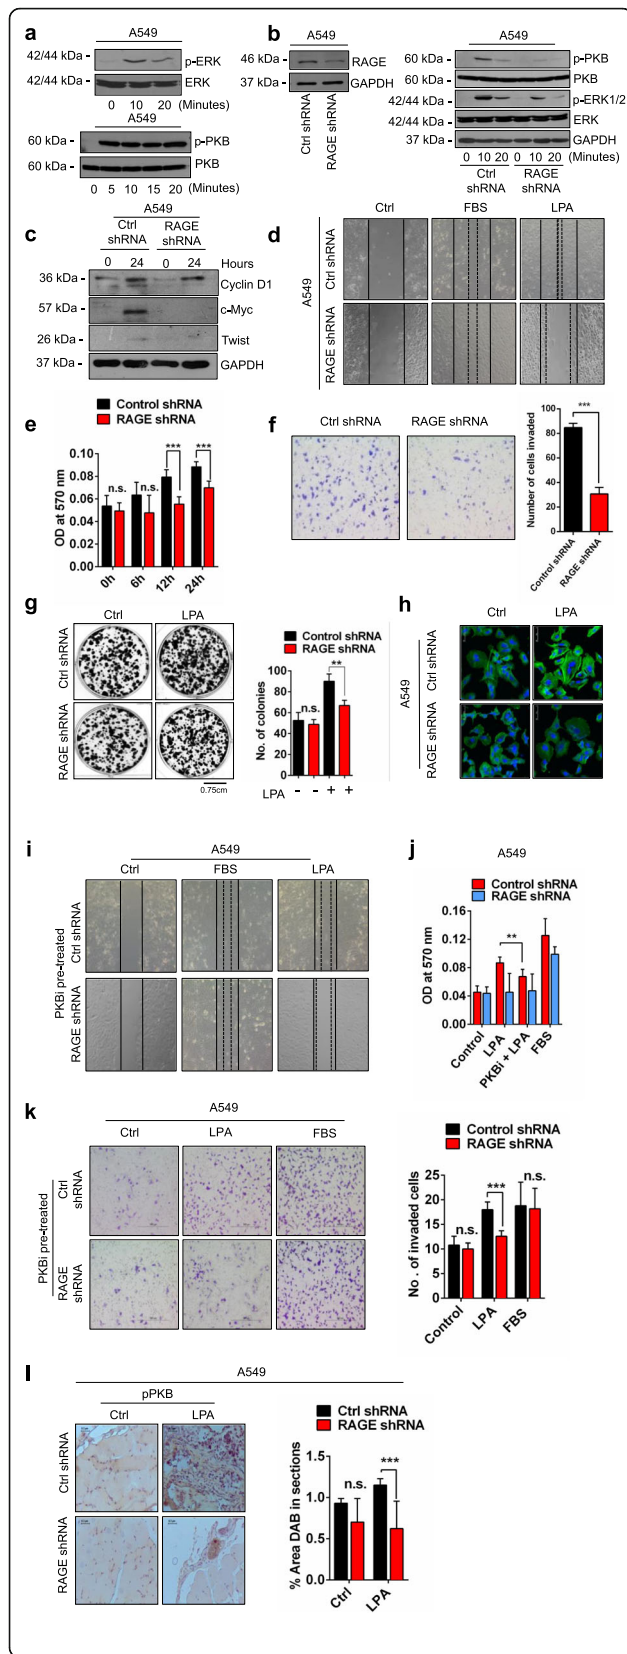 a
A549
42/44 kDa - p-ERK
42/44 kDa - ERK
0 10 20 (Minutes)
A549
60 kDa - p-PKB
60 kDa - PKB
0 5 10 15 20 (Minutes)
b
46 kDa - RAGE
37 kDa - GAPDH
Ctrl shRNA
RAGE shRNA
A549
60 kDa - p-PKB
60 kDa - PKB
42/44 kDa - p-ERK1/2
42/44 kDa - ERK
37 kDa - GAPDH
0 10 20 0 10 20 (Minutes)
Ctrl RAGE
shRNA shRNA
c
A549
Ctrl RAGE
shRNA shRNA
0 24 0 24 Hours
36 kDa - Cyclin D1
57 kDa - c-Myc
26 kDa - Twist
37 kDa - GAPDH
d
Ctrl FBS LPA
A549
Ctrl shRNA
RAGE shRNA
e
Control shRNA
RAGE shRNA
OD at 570 nm
0.10
0.08
0.06
0.04
0.02
0.00
n.s. n.s. *** ***
0h 6h 12h 24h
f
Ctrl shRNA RAGE shRNA
Number of cells invaded
100
80
60
40
20
0
***
Control shRNA
RAGE shRNA
g
Ctrl LPA
Ctrl shRNA
RAGE shRNA
0.75cm
Control shRNA
RAGE shRNA
No. of colonies
100
80
60
40
20
0
n.s. **
LPA - - + +
h
Ctrl LPA
A549
Ctrl shRNA
RAGE shRNA
i
A549
Ctrl FBS LPA
PKBi pre-treated
Ctrl shRNA
RAGE shRNA
j
A549
Control shRNA
RAGE shRNA
OD at 570 nm
0.16
0.12
0.08
0.04
0.00
**
Control
LPA
PKBi + LPA
FBS
k
A549
Ctrl LPA FBS
PKBi pre-treated
Ctrl
shRNA
RAGE
shRNA
Control shRNA
RAGE shRNA
No . of invaded cells
25
20
15
10
5
0
n.s. *** n.s.
Control
LPA
FBS
l
A549
pPKB
Ctrl LPA
Ctrl shRNA
RAGE shRNA
Ctrl shRNA
RAGE shRNA
% Area DAB in sections
1.5
1.0
0.5
0.0
n.s. ***
Ctrl
LPA